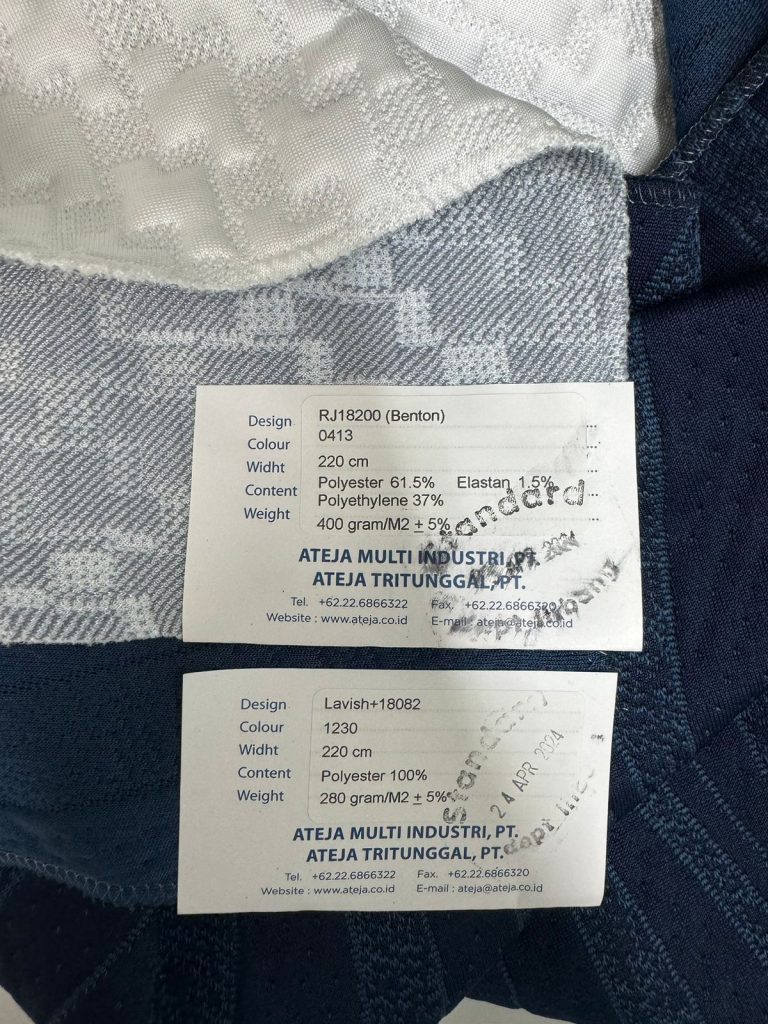 Design RJ18200 (Benton)
Colour 0413
Widht 220 cm
Content Polyester 61.5% Elastan 1.5%
Polyethylene 37%
Weight 400 gram/M2 ± 5%
Standard
APR 2024
ATEJA MULTI INDUSTRI, PT.
ATEJA TRITUNGGAL, PT.
Tel. +62.22.6866322 Fax. +62.22.6866320
Website : www.ateja.co.id E-mail : ateja@ateja.co.id
Design Lavish+18082
Colour 1230
Widht 220 cm
Content Polyester 100%
Weight 280 gram/M2 ± 5%
Standard
24 APR 2024
dept
ATEJA MULTI INDUSTRI, PT.
ATEJA TRITUNGGAL, PT.
Tel. +62.22.6866322 Fax. +62.22.6866320
Website : www.ateja.co.id E-mail : ateja@ateja.co.id